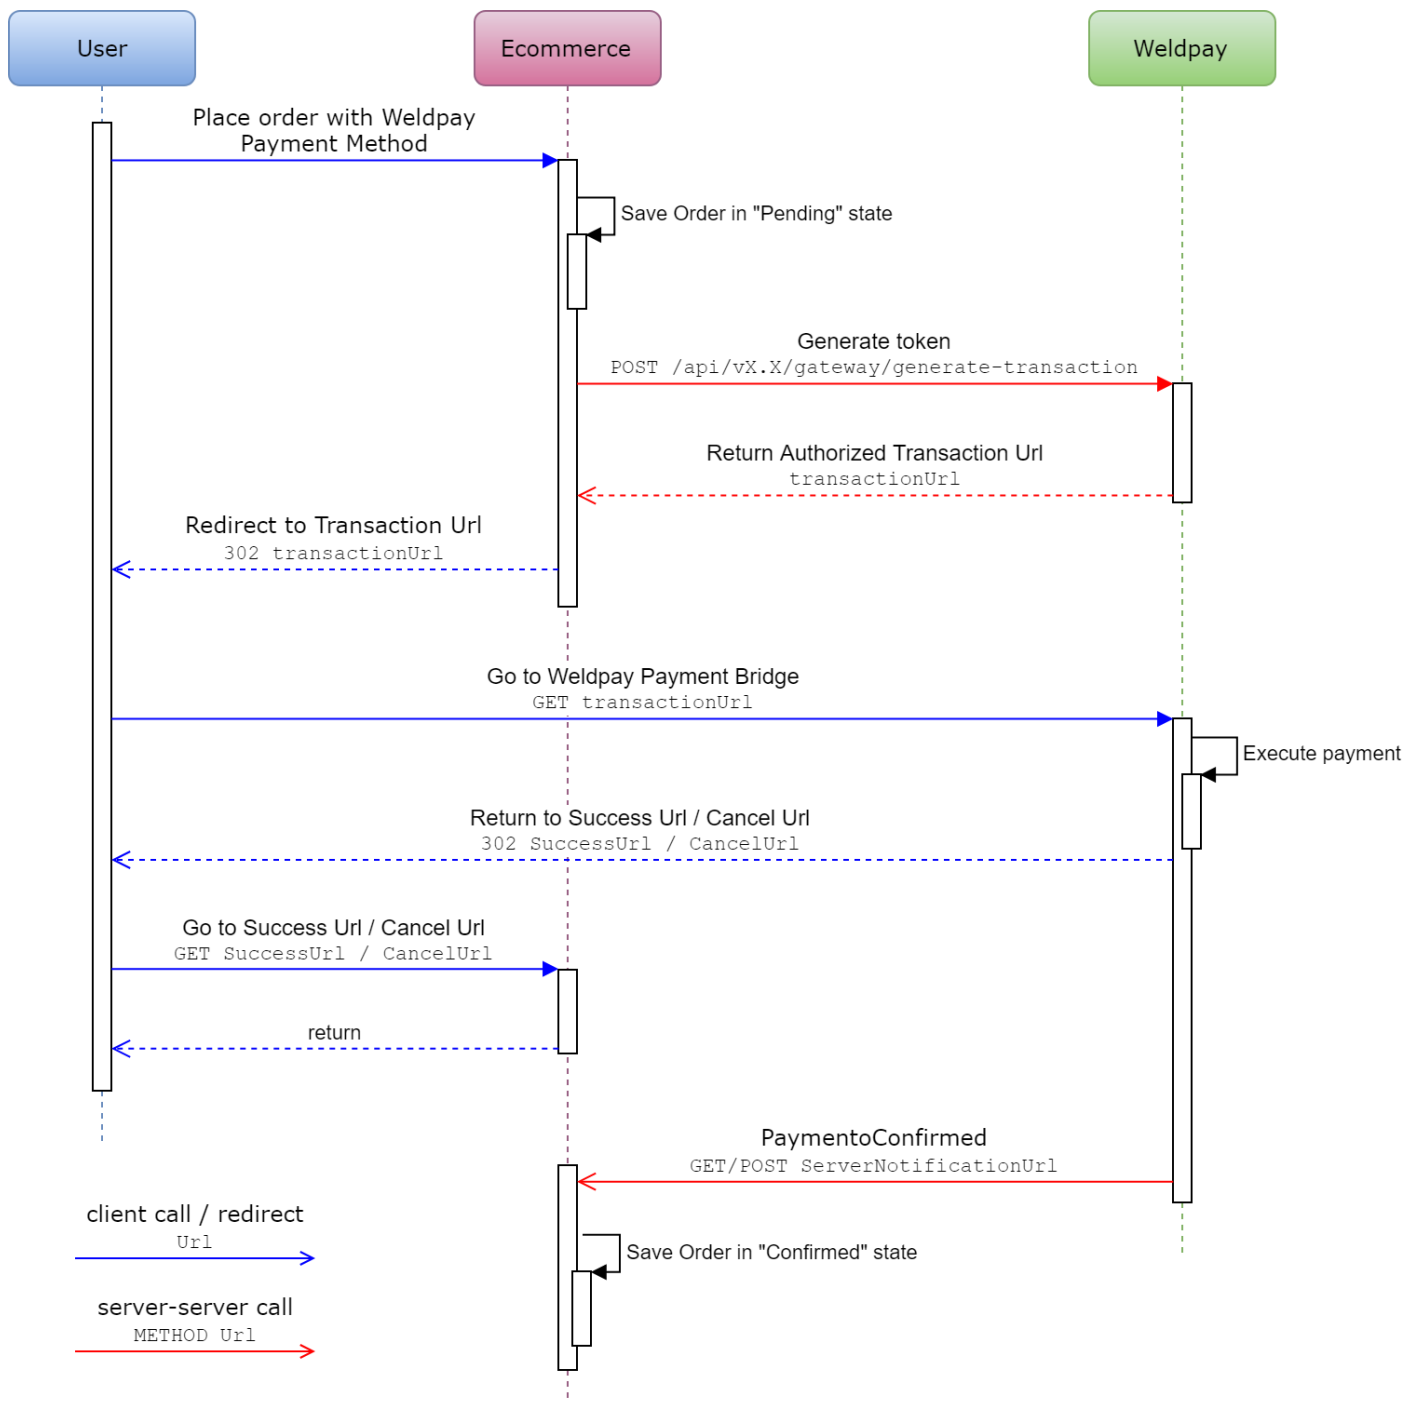 User
Ecommerce
Weldpay
Place order with Weldpay
Payment Method
Save Order in "Pending" state
Generate token
POST /api/vX.X/gateway/generate-transaction
Return Authorized Transaction Url
transactionUrl
Redirect to Transaction Url
302 transactionUrl
Go to Weldpay Payment Bridge
GET transactionUrl
Execute payment
Return to Success Url / Cancel Url
302 SuccessUrl / CancelUrl
Go to Success Url / Cancel Url
GET SuccessUrl / CancelUrl
return
PaymentoConfirmed
GET/POST ServerNotificationUrl
client call / redirect
Url
Save Order in "Confirmed" state
server-server call
METHOD Url